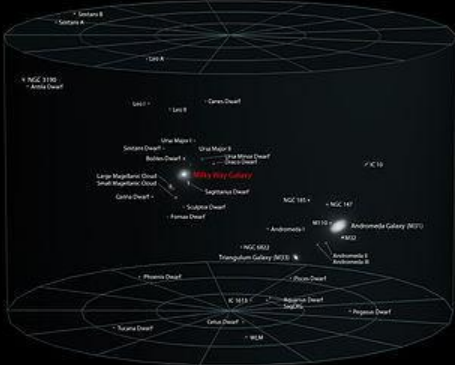 Sextans B
Sextans A
Leo A
NGC 3190
Antlia Dwarf
Leo I
Leo II
Canes Dwarf
Ursa Major I
Sextans Dwarf
Ursa Major II
Boötes Dwarf
Ursa Minor Dwarf
Draco Dwarf
IC 10
Milky Way Galaxy
Large Magellanic Cloud
Small Magellanic Cloud
Sagittarius Dwarf
Carina Dwarf
NGC 185
NGC 147
Sculptor Dwarf
Fornax Dwarf
M110
Andromeda Galaxy (M31)
Andromeda I
M32
NGC 6822
Triangulum Galaxy (M33)
Andromeda II
Andromeda III
Phoenix Dwarf
Pisces Dwarf
IC 1613
Aquarius Dwarf
SagDIG
Pegasus Dwarf
Cetus Dwarf
Tucana Dwarf
WLM